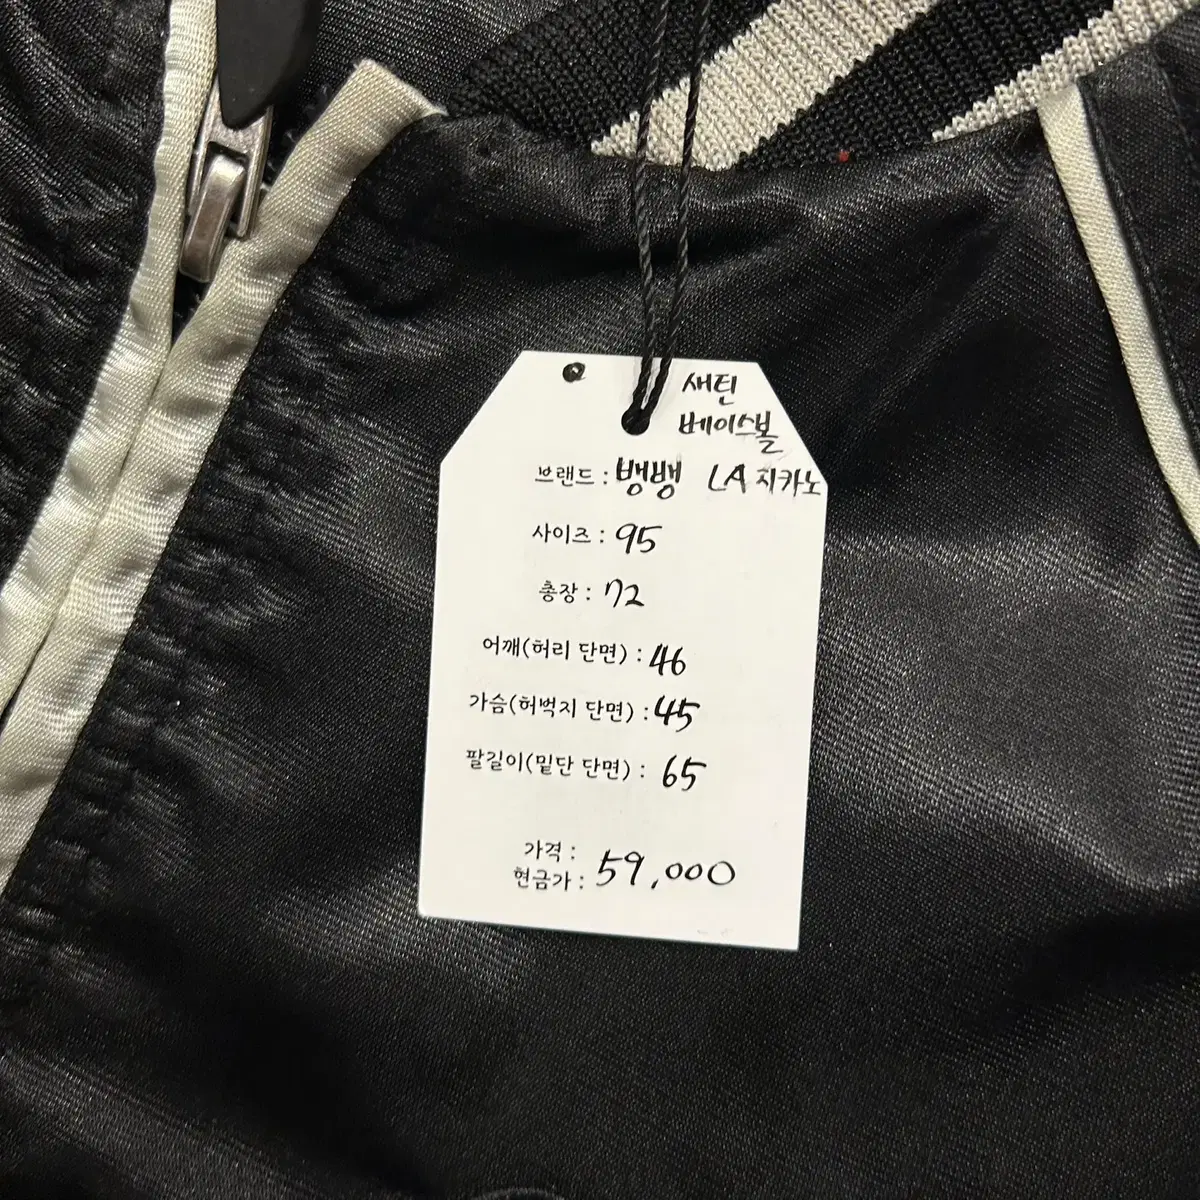 새틴
베이스볼
브랜드 : 뱅뱅 LA 치카노
사이즈 : 95
총장 : 72
어깨(허리 단면) : 46
가슴(허벅지 단면) : 45
팔길이(밑단 단면) : 65
가격 :
현금가 : 59,000